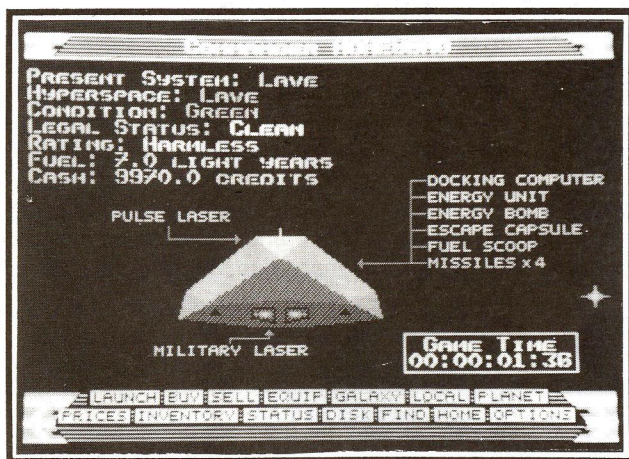 PRESENT SYSTEM: LAVE
HYPERSPACE: LAVE
CONDITION: GREEN
LEGAL STATUS: CLEAN
RATING: HARMLESS
FUEL: 7.0 LIGHT YEARS
CASH: 9970.0 CREDITS
PULSE LASER
DOCKING COMPUTER
ENERGY UNIT
ENERGY BOMB
ESCAPE CAPSULE
FUEL SCOOP
MISSILES x4
MILITARY LASER
GAME TIME
00:00:01:36
LAUNCH BUY SELL EQUIP GALAXY LOCAL PLANET
PRICES INVENTORY STATUS DISK FIND HOME OPTIONS